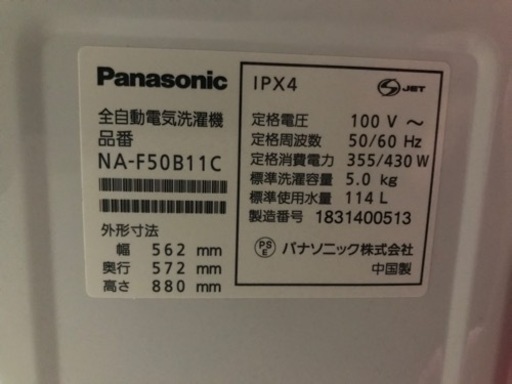 Panasonic
全自動電気洗濯機
品番
NA-F50B11C
外形寸法
幅 562 mm
奥行 572 mm
高さ 880 mm
IPX4
S JET
定格電圧 100 V ～
定格周波数 50/60 Hz
定格消費電力 355/430 W
標準洗濯容量 5.0 kg
標準使用水量 114 L
製造番号 1831400513
PSE パナソニック株式会社
中国製